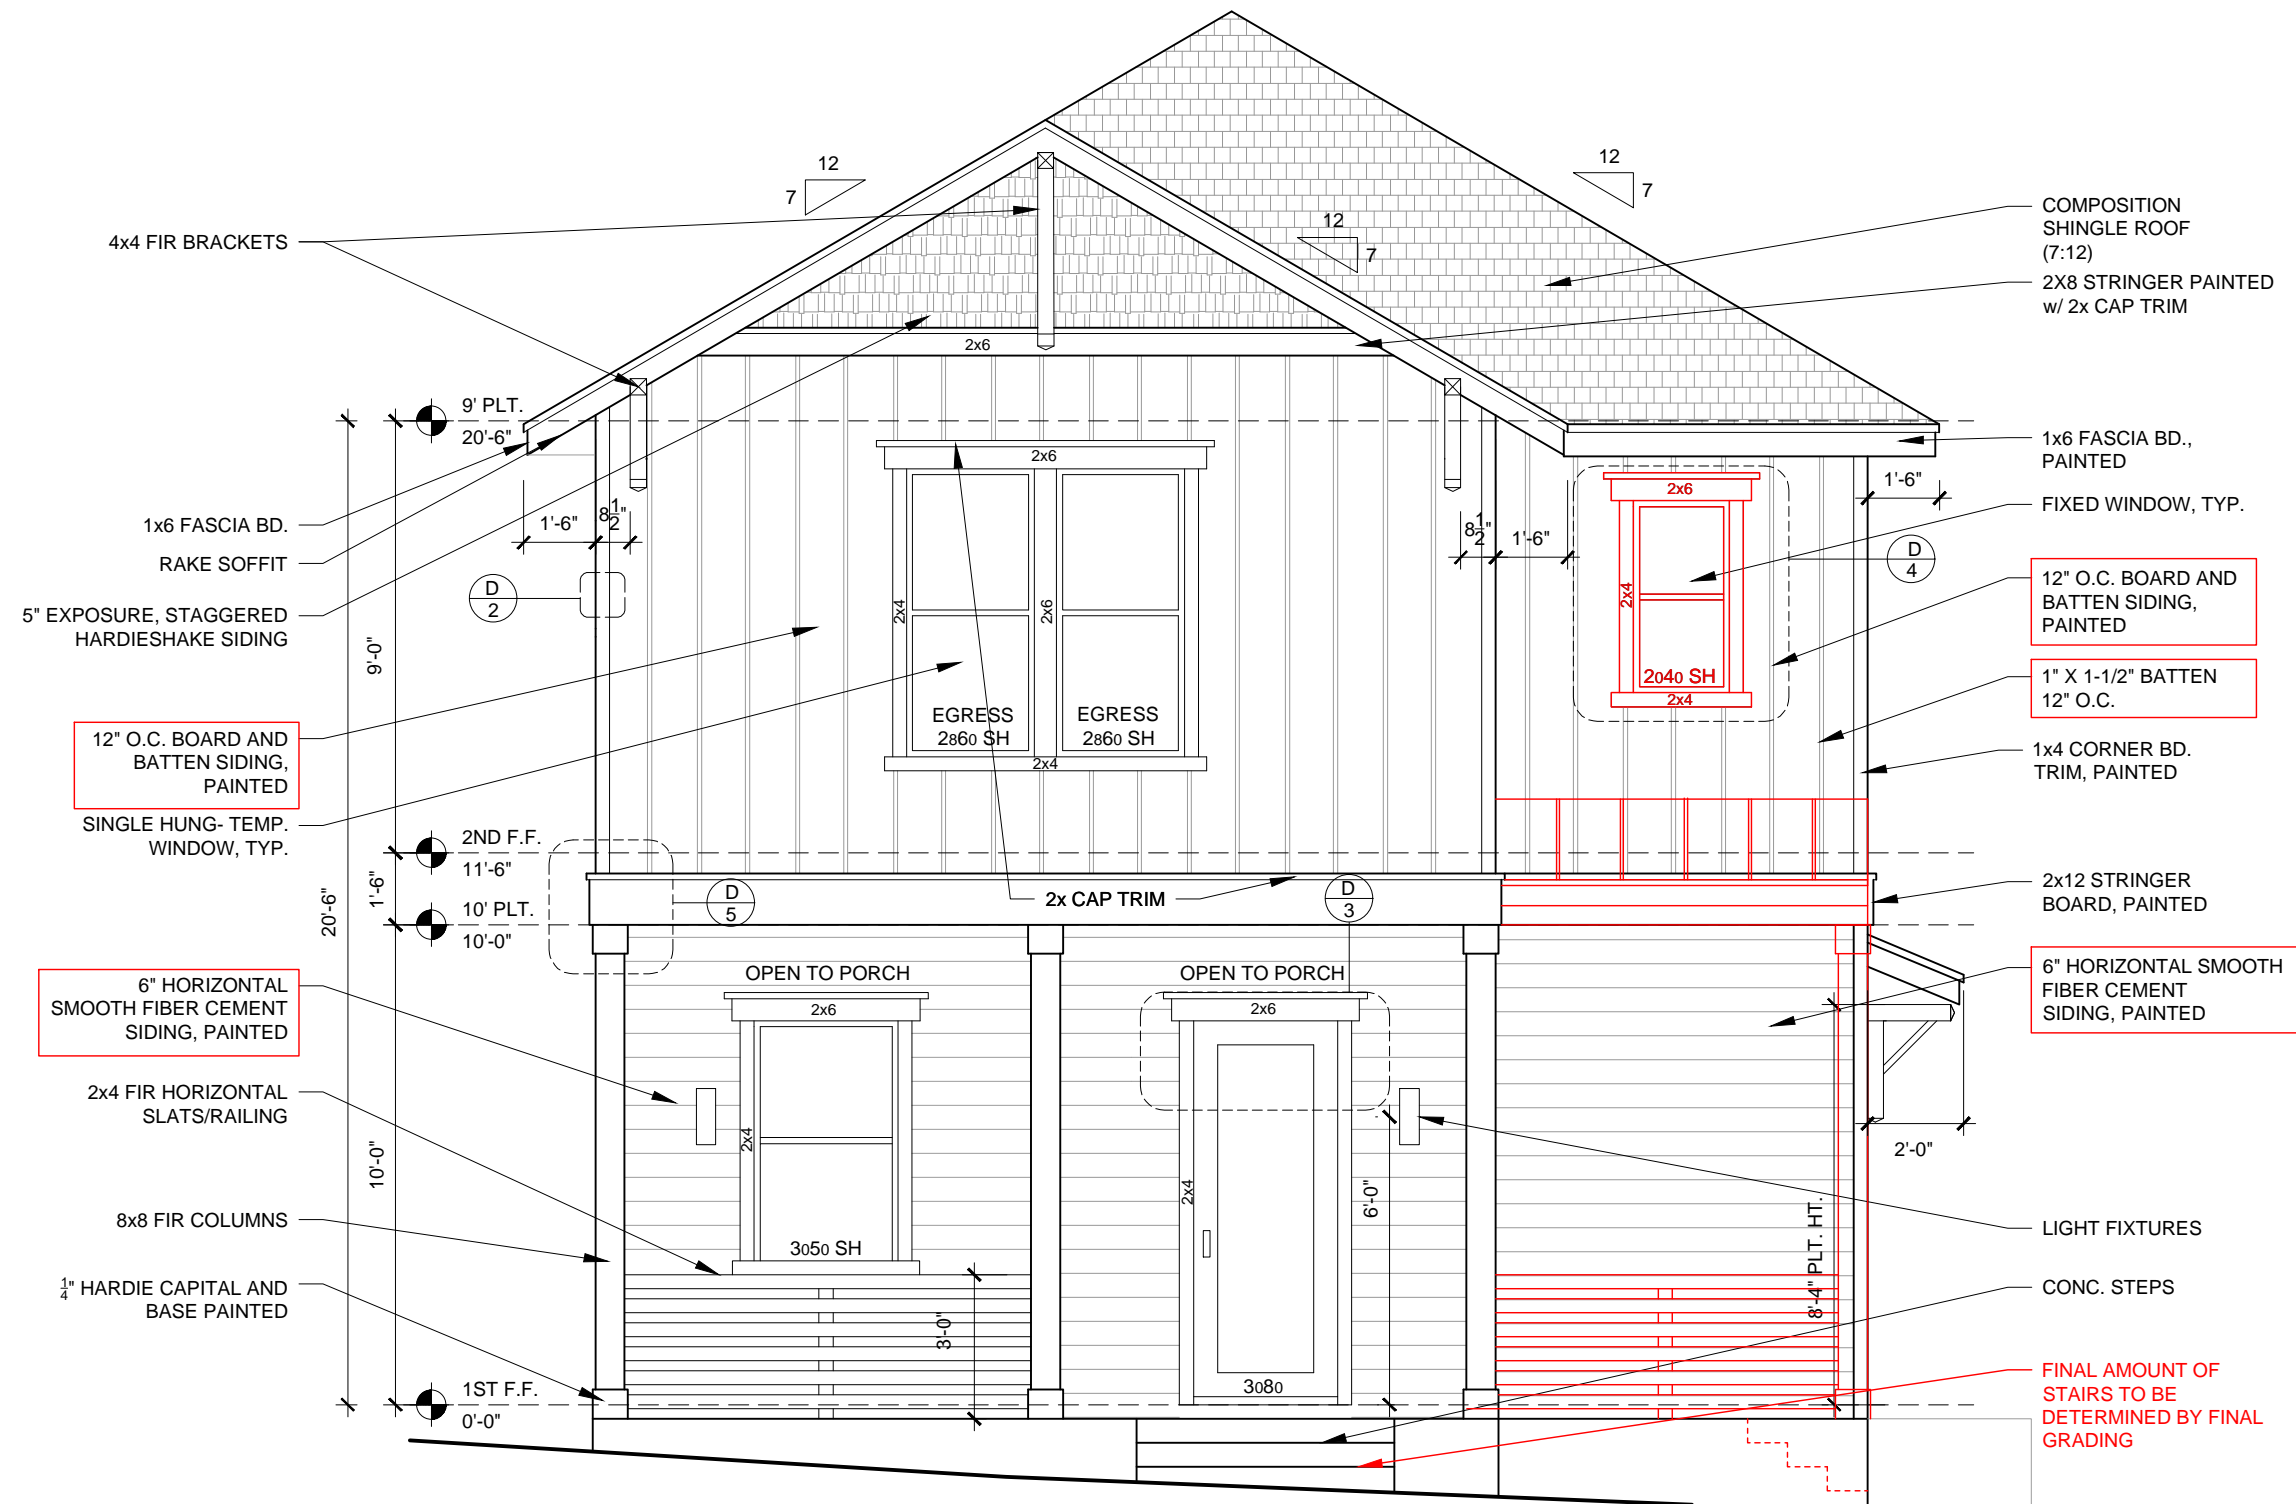 12
7
12
7
12
7
4x4 FIR BRACKETS
COMPOSITION
SHINGLE ROOF
(7:12)
2X8 STRINGER PAINTED
w/ 2x CAP TRIM
2x6
9' PLT.
20'-6"
1x6 FASCIA BD.,
PAINTED
1'-6"
2x6
2x6
FIXED WINDOW, TYP.
1x6 FASCIA BD.
1'-6"
8 1/2"
8 1/2"
1'-6"
RAKE SOFFIT
D
2
D
4
12" O.C. BOARD AND
BATTEN SIDING,
PAINTED
5" EXPOSURE, STAGGERED
HARDIESHAKE SIDING
9'-0"
2x4
2x6
2x4
2040 SH
2x4
1" X 1-1/2" BATTEN
12" O.C.
EGRESS
2860 SH
EGRESS
2860 SH
2x4
12" O.C. BOARD AND
BATTEN SIDING,
PAINTED
1x4 CORNER BD.
TRIM, PAINTED
SINGLE HUNG- TEMP.
WINDOW, TYP.
2ND F.F.
11'-6"
1'-6"
20'-6"
10' PLT.
10'-0"
D
5
2x CAP TRIM
D
3
2x12 STRINGER
BOARD, PAINTED
OPEN TO PORCH
OPEN TO PORCH
6" HORIZONTAL
SMOOTH FIBER CEMENT
SIDING, PAINTED
6" HORIZONTAL SMOOTH
FIBER CEMENT
SIDING, PAINTED
2x6
2x6
2x4 FIR HORIZONTAL
SLATS/RAILING
2x4
2'-0"
10'-0"
2x4
6'-0"
8x8 FIR COLUMNS
LIGHT FIXTURES
3050 SH
8'-4" PLT. HT.
1/4" HARDIE CAPITAL AND
BASE PAINTED
CONC. STEPS
3'-0"
3080
1ST F.F.
0'-0"
FINAL AMOUNT OF
STAIRS TO BE
DETERMINED BY FINAL
GRADING